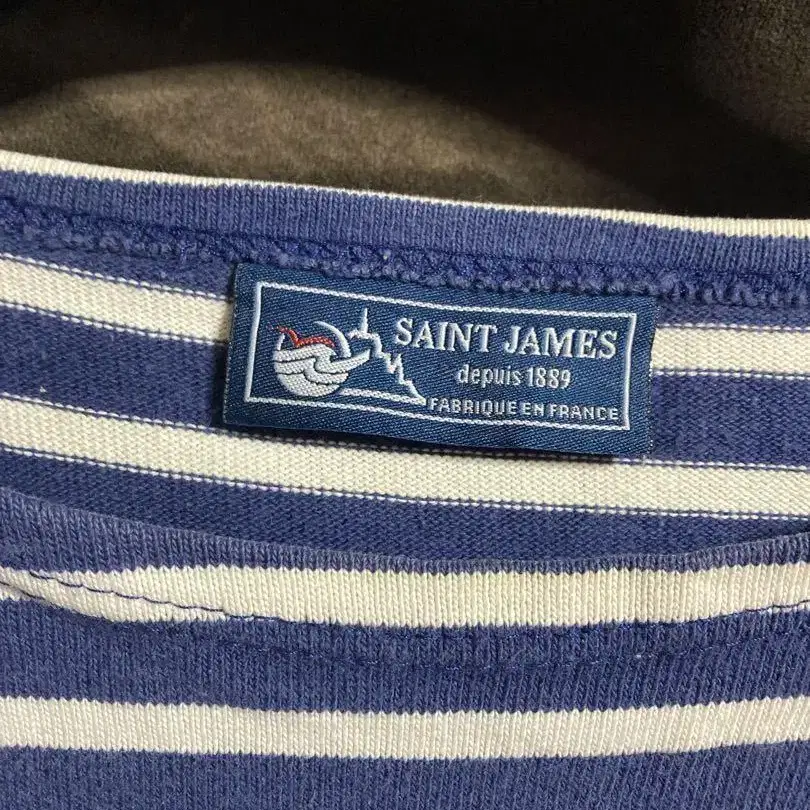 SAINT JAMES
depuis 1889
FABRIQUE EN FRANCE